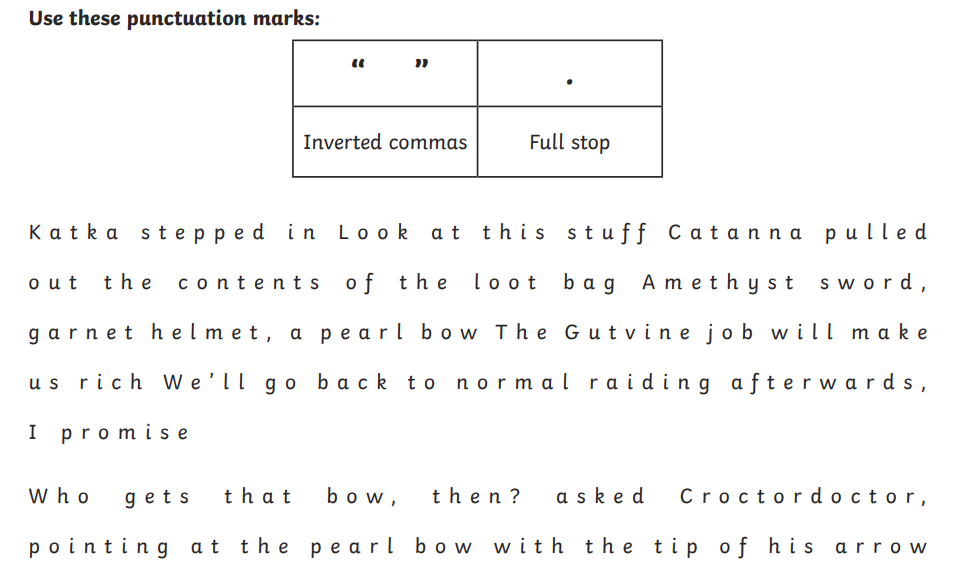 Use these punctuation marks:
“ ” .
Inverted commas Full stop
Katka stepped in Look at this stuff Catanna pulled
out the contents of the loot bag Amethyst sword,
garnet helmet, a pearl bow The Gutvine job will make
us rich We’ll go back to normal raiding afterwards,
I promise
Who gets that bow, then? asked Croctordoctor,
pointing at the pearl bow with the tip of his arrow